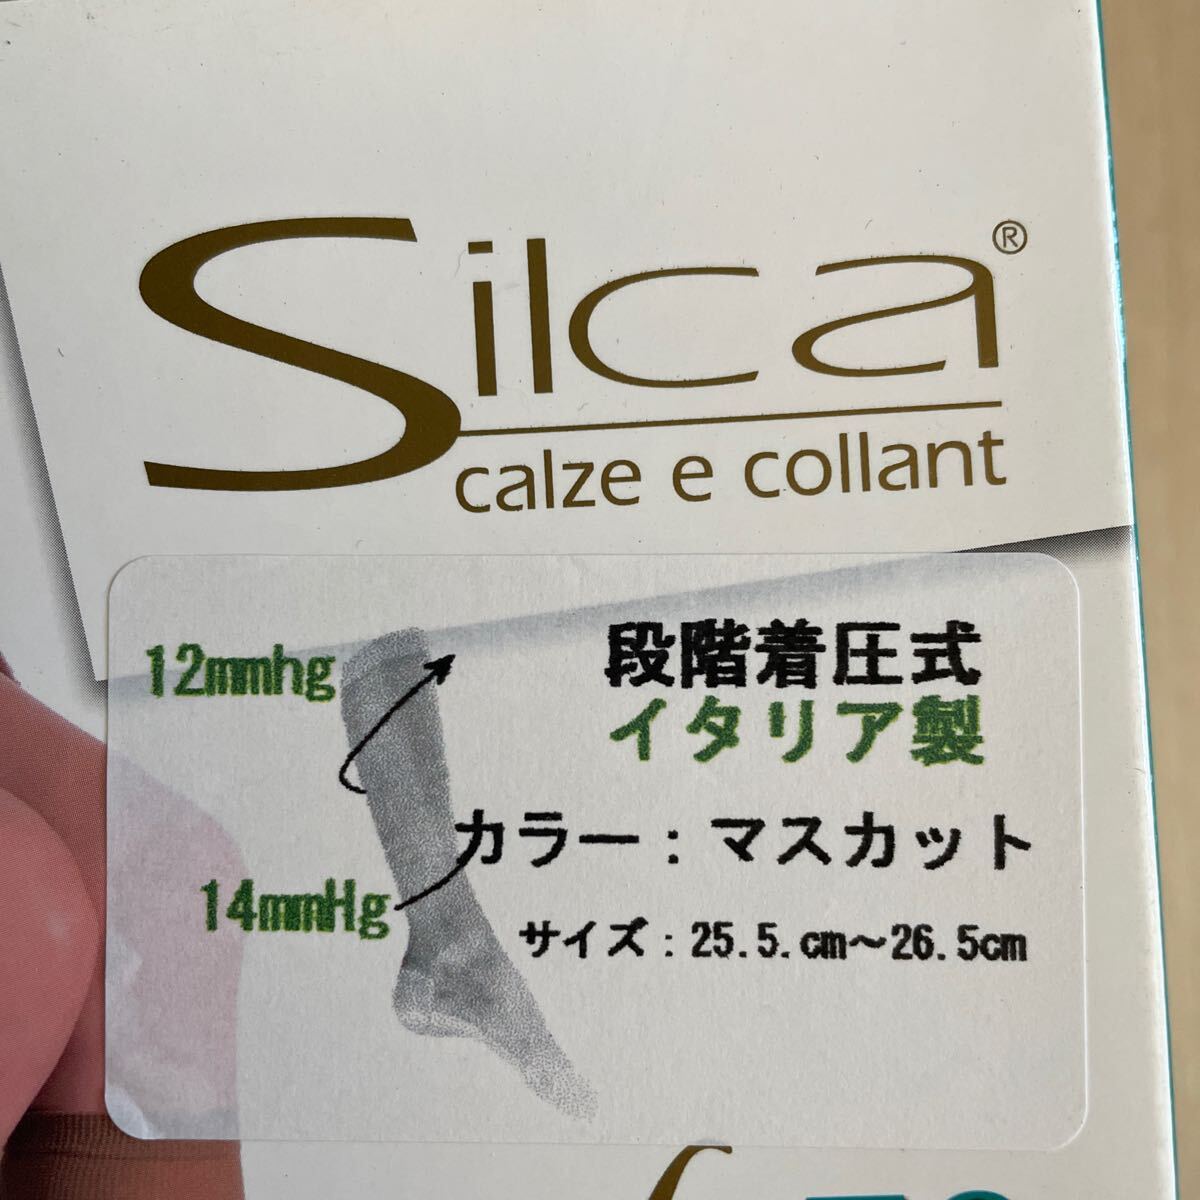 Silca®
calze e collant
12mmhg
段階着圧式
イタリア製
カラー：マスカット
14mmHg
サイズ：25.5.cm～26.5cm